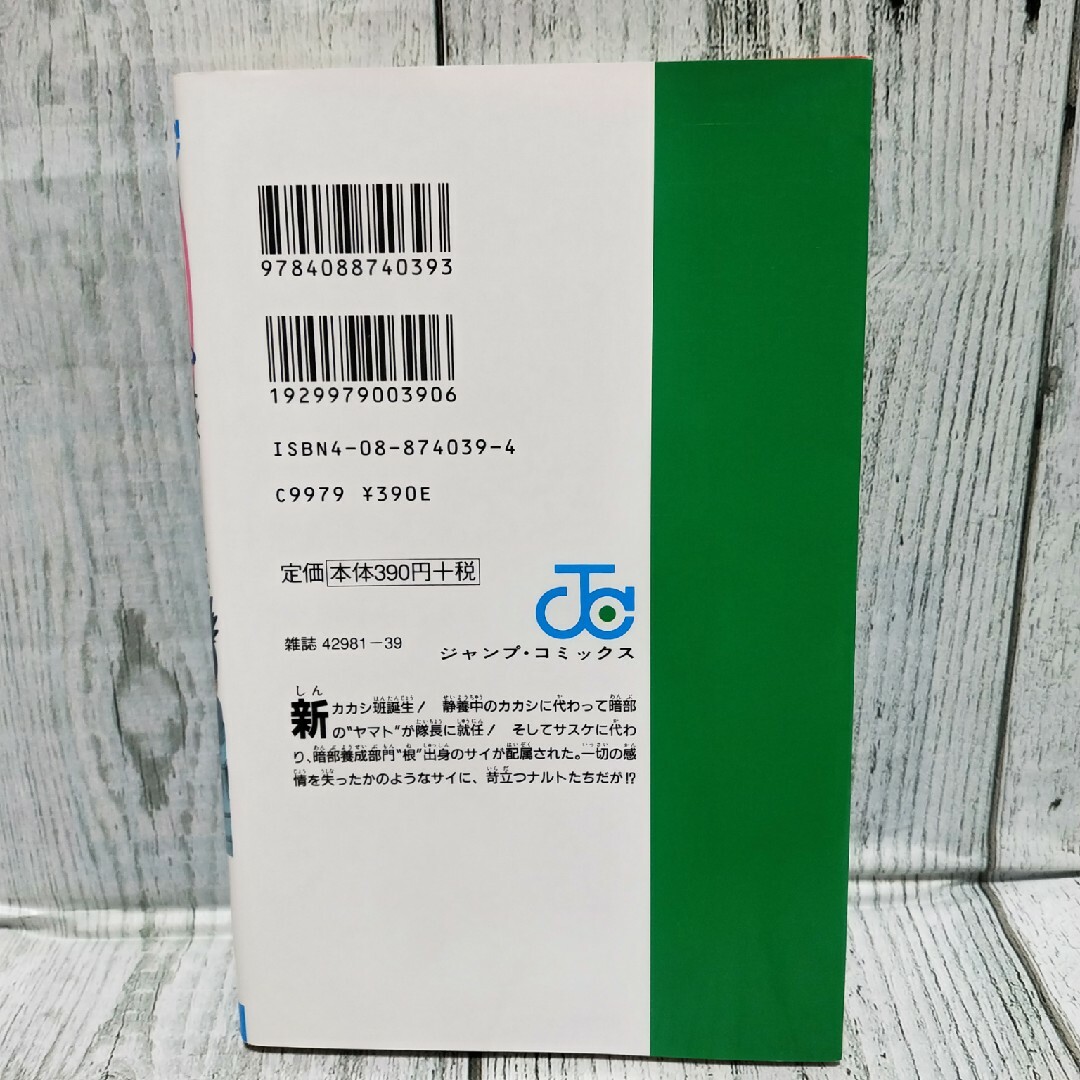 9784088740393
1929979003906
ISBN4-08-874039-4
C9979 ¥390E
定価 本体390円+税
雑誌 42981-39
ジャンプ・コミックス
新カカシ班誕生! 静養中のカカシに代わって暗部
の"ヤマト"が隊長に就任! そしてサスケに代わ
り、暗部養成部門"根"出身のサイが配属された。一切の感
情を失ったかのようなサイに、苛立つナルトたちだが!?